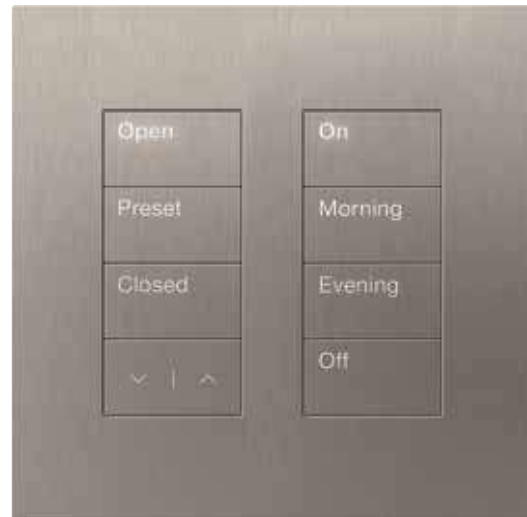 Open
Preset
Closed
On
Morning
Evening
Off